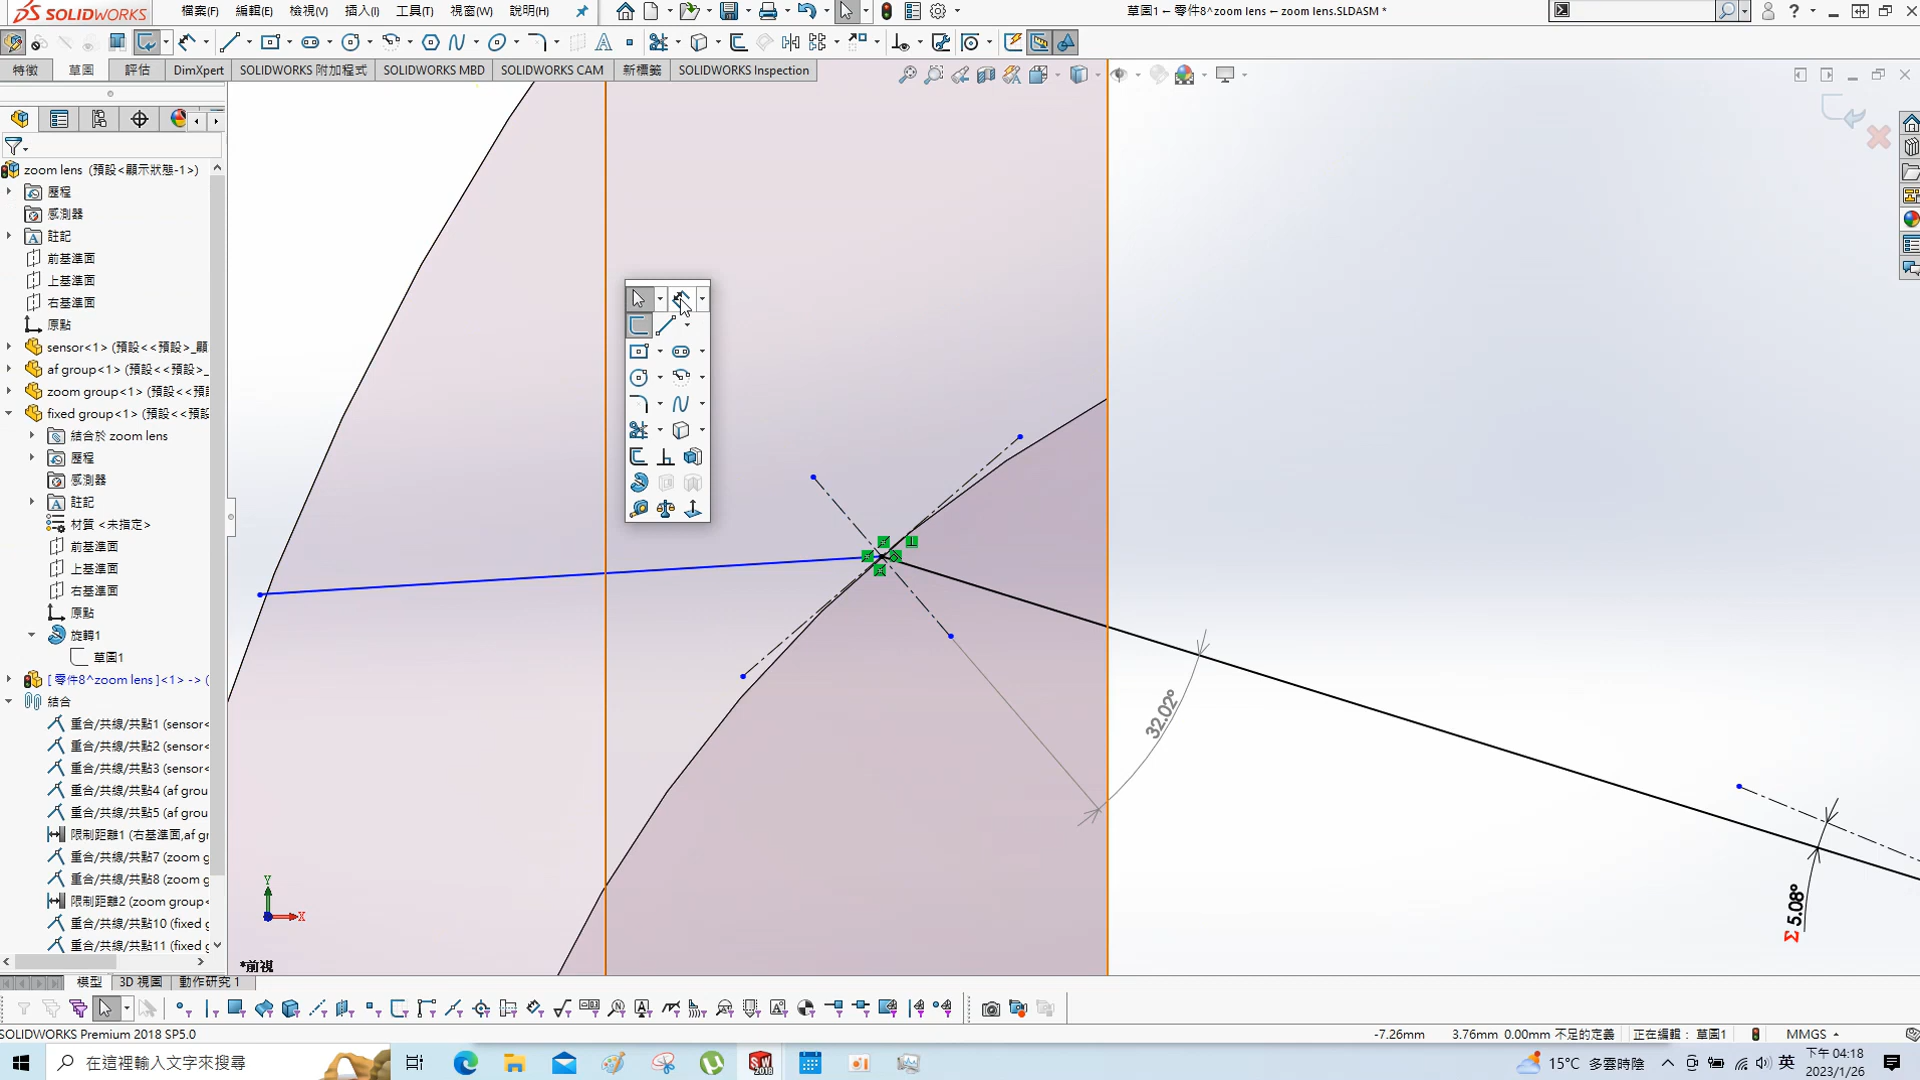 SOLIDWORKS
檔案(F)
編輯(E)
檢視(V)
插入(I)
工具(T)
視窗(W)
說明(H)
草圖1 ← 零件8^zoom lens ← zoom lens.SLDASM *
特徵
草圖
評估
DimXpert
SOLIDWORKS 附加程式
SOLIDWORKS MBD
SOLIDWORKS CAM
新標籤
SOLIDWORKS Inspection
zoom lens (預設<顯示狀態-1>)
歷程
感測器
註記
前基準面
上基準面
右基準面
原點
sensor<1> (預設<<預設>_顯
af group<1> (預設<<預設>_
zoom group<1> (預設<<預設
fixed group<1> (預設<<預設
結合於 zoom lens
歷程
感測器
註記
材質 <未指定>
前基準面
上基準面
右基準面
原點
旋轉1
草圖1
[ 零件8^zoom lens ]<1> -> (
結合
重合/共線/共點1 (sensor<
重合/共線/共點2 (sensor<
重合/共線/共點3 (sensor<
重合/共線/共點4 (af grou
重合/共線/共點5 (af grou
限制距離1 (右基準面,af gr
重合/共線/共點7 (zoom g
重合/共線/共點8 (zoom g
限制距離2 (zoom group<
重合/共線/共點10 (fixed g
重合/共線/共點11 (fixed g
32.02°
Σ 5.08°
Y
X
*前視
模型
3D 視圖
動作研究 1
SOLIDWORKS Premium 2018 SP5.0
-7.26mm
3.76mm
0.00mm
不足的定義
正在編輯： 草圖1
MMGS
在這裡輸入文字來搜尋
SW
2018
15°C 多雲時陰
英
下午 04:18
2023/1/26